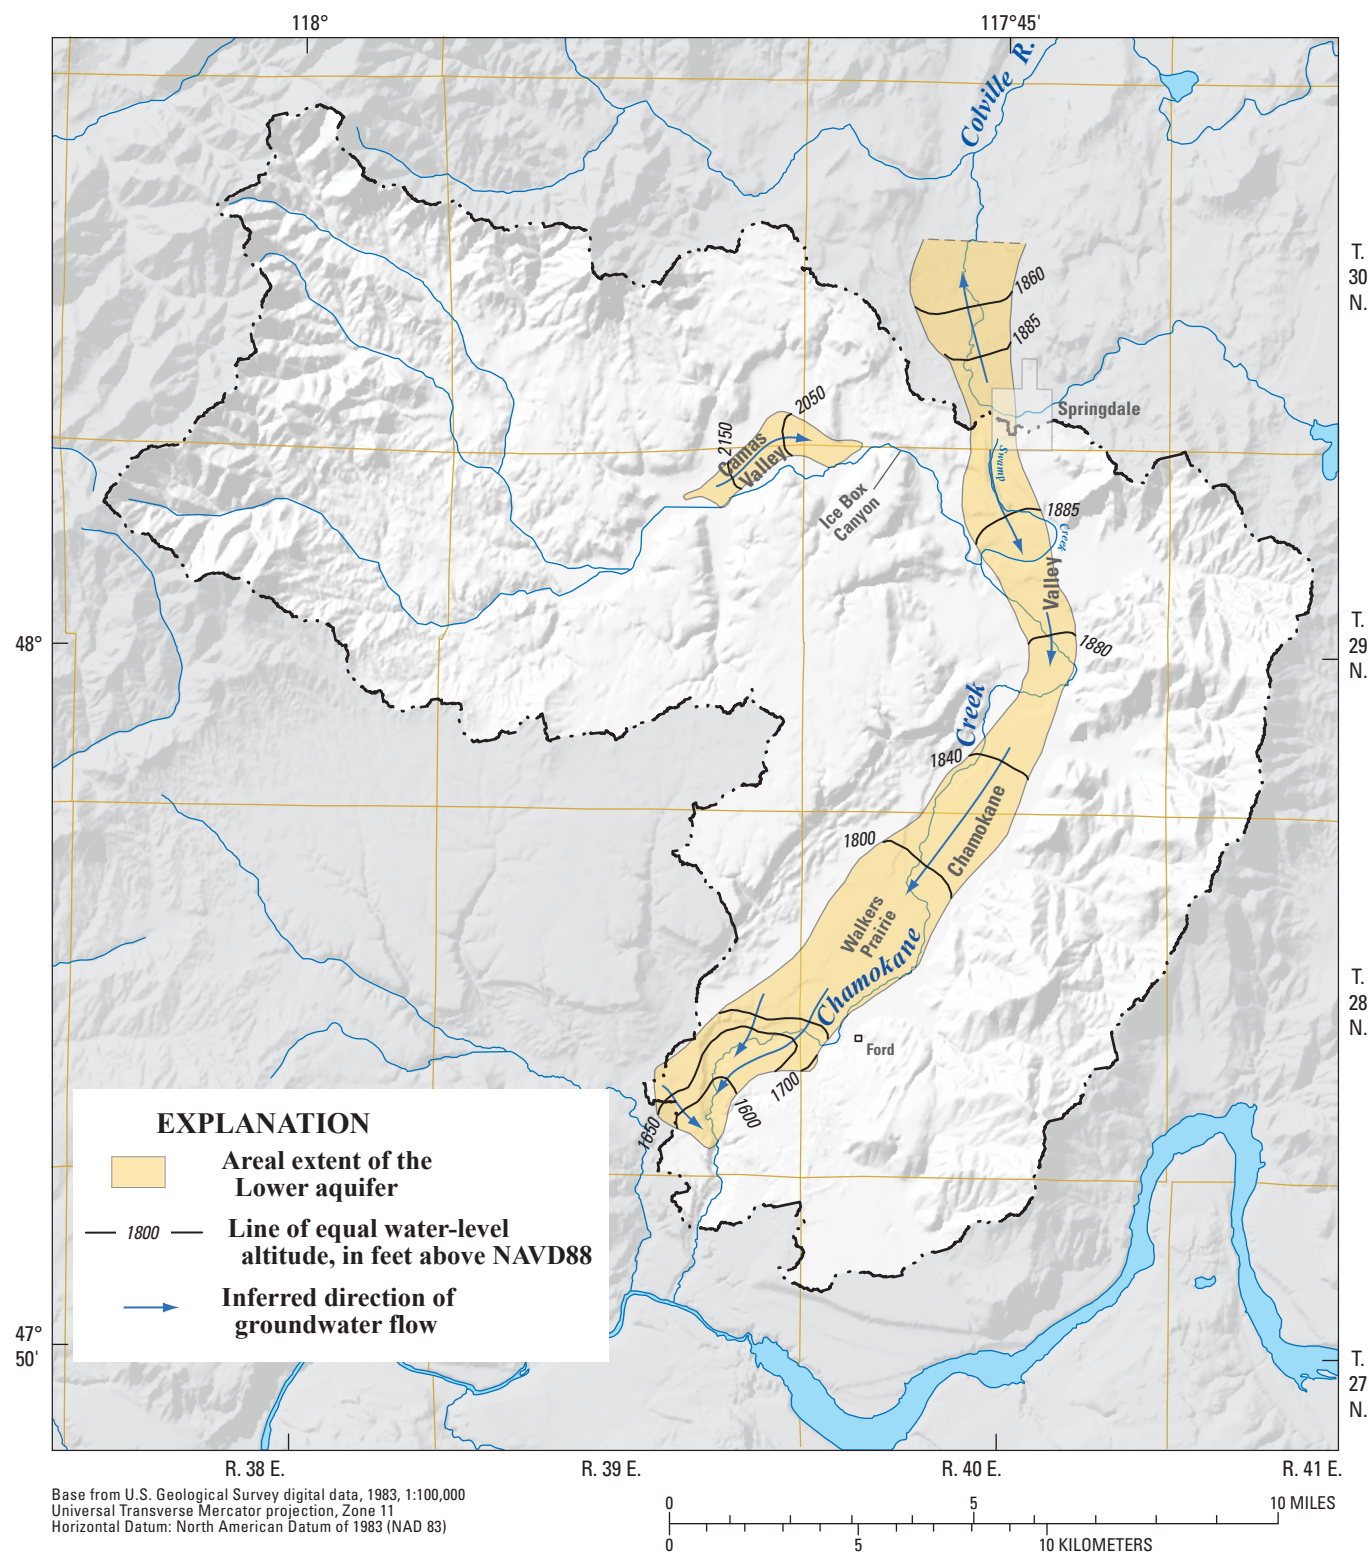 118°
117°45'
Colville R.
T.
30
N.
1860
1885
Springdale
2050
2150
Camas
Valley
Swamp
Ice Box
Canyon
1885
Creek
Valley
T.
29
N.
48°
1880
Creek
1840
Chamokane
1800
Walkers
Prairie
Chamokane
T.
28
N.
Ford
1700
1600
1650
EXPLANATION
Areal extent of the
Lower aquifer
1800
Line of equal water-level
altitude, in feet above NAVD88
Inferred direction of
groundwater flow
47°
50'
T.
27
N.
R. 38 E.
R. 39 E.
R. 40 E.
R. 41 E.
Base from U.S. Geological Survey digital data, 1983, 1:100,000
Universal Transverse Mercator projection, Zone 11
Horizontal Datum: North American Datum of 1983 (NAD 83)
0 5 10 MILES
0 5 10 KILOMETERS